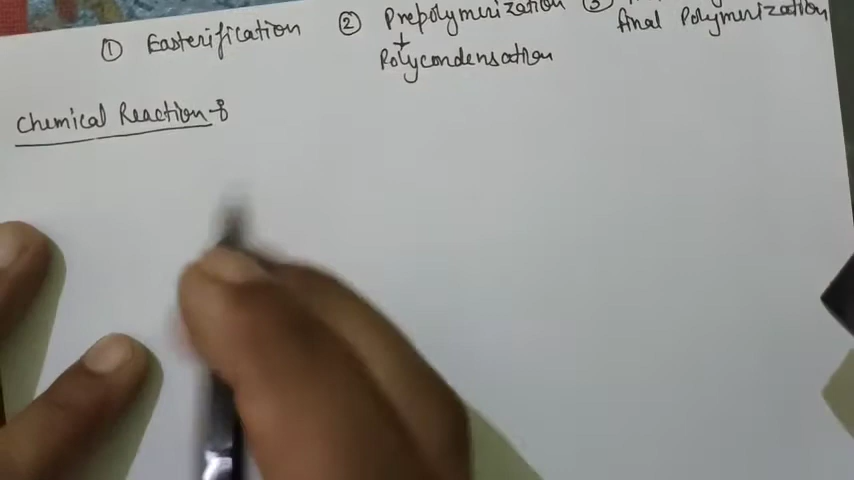 ① Easterification
② Prepolymerization
+
Polycondensation
③
final Polymerization
Chemical Reaction :-